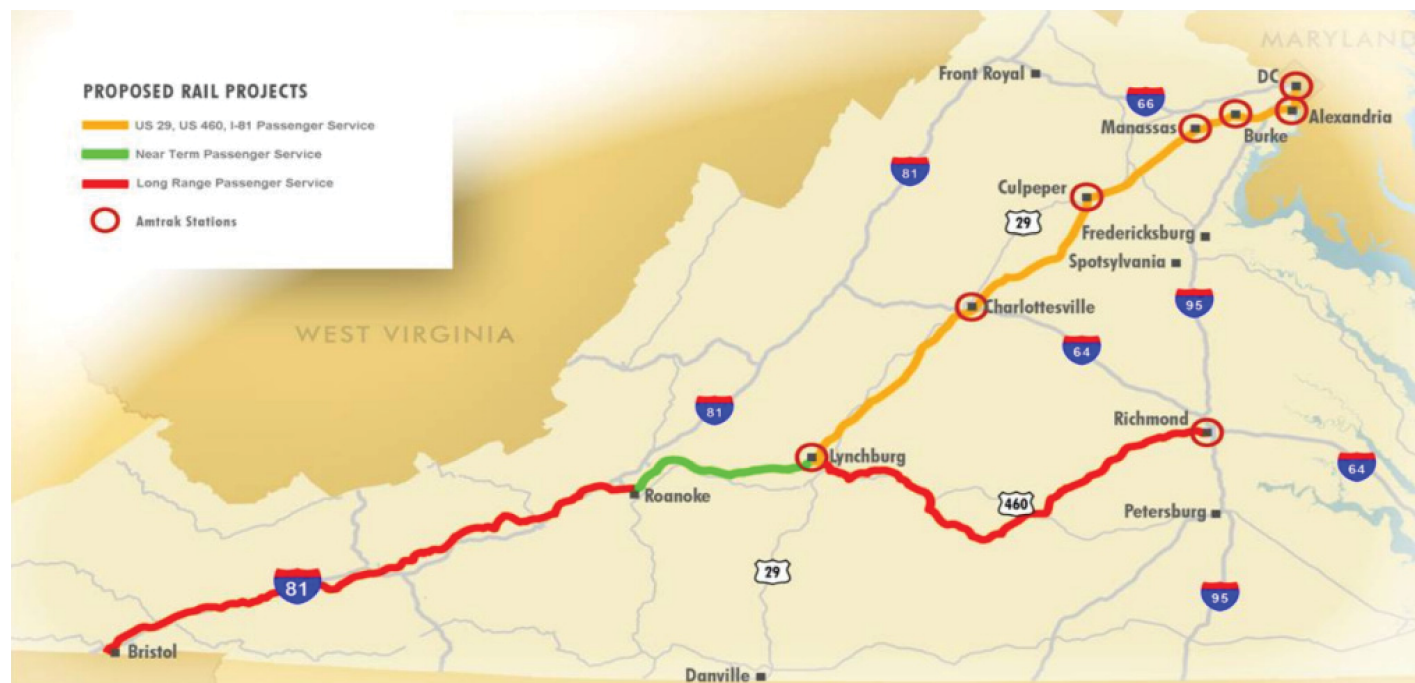 PROPOSED RAIL PROJECTS
US 29, US 460, I-81 Passenger Service
Near Term Passenger Service
Long Range Passenger Service
Amtrak Stations
MARYLAND
DC
Front Royal
66
Alexandria
Manassas
Burke
81
Culpeper
29
Fredericksburg
Spotsylvania
95
Charlottesville
WEST VIRGINIA
64
81
Richmond
Lynchburg
64
Roanoke
460
Petersburg
29
81
95
Bristol
Danville